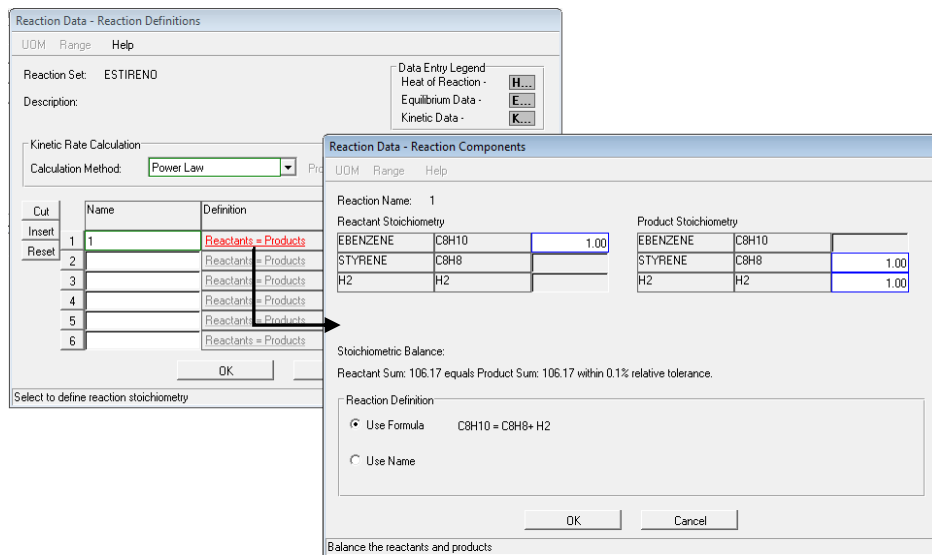 Reaction Data - Reaction Definitions
UOM Range Help
Reaction Set: ESTIRENO
Description:
Data Entry Legend
Heat of Reaction - H...
Equilibrium Data - E...
Kinetic Data - K...
Kinetic Rate Calculation
Calculation Method: Power Law
Cut
Insert
Reset
Name Definition
1 1 Reactants = Products
2 Reactants = Products
3 Reactants = Products
4 Reactants = Products
5 Reactants = Products
6 Reactants = Products
OK
Select to define reaction stoichiometry
Reaction Data - Reaction Components
UOM Range Help
Reaction Name: 1
Reactant Stoichiometry Product Stoichiometry
EBENZENE C8H10 1.00 EBENZENE C8H10
STYRENE C8H8 STYRENE C8H8 1.00
H2 H2 H2 H2 1.00
Stoichiometric Balance:
Reactant Sum: 106.17 equals Product Sum: 106.17 within 0.1% relative tolerance.
Reaction Definition
Use Formula C8H10 = C8H8+ H2
Use Name
OK Cancel
Balance the reactants and products